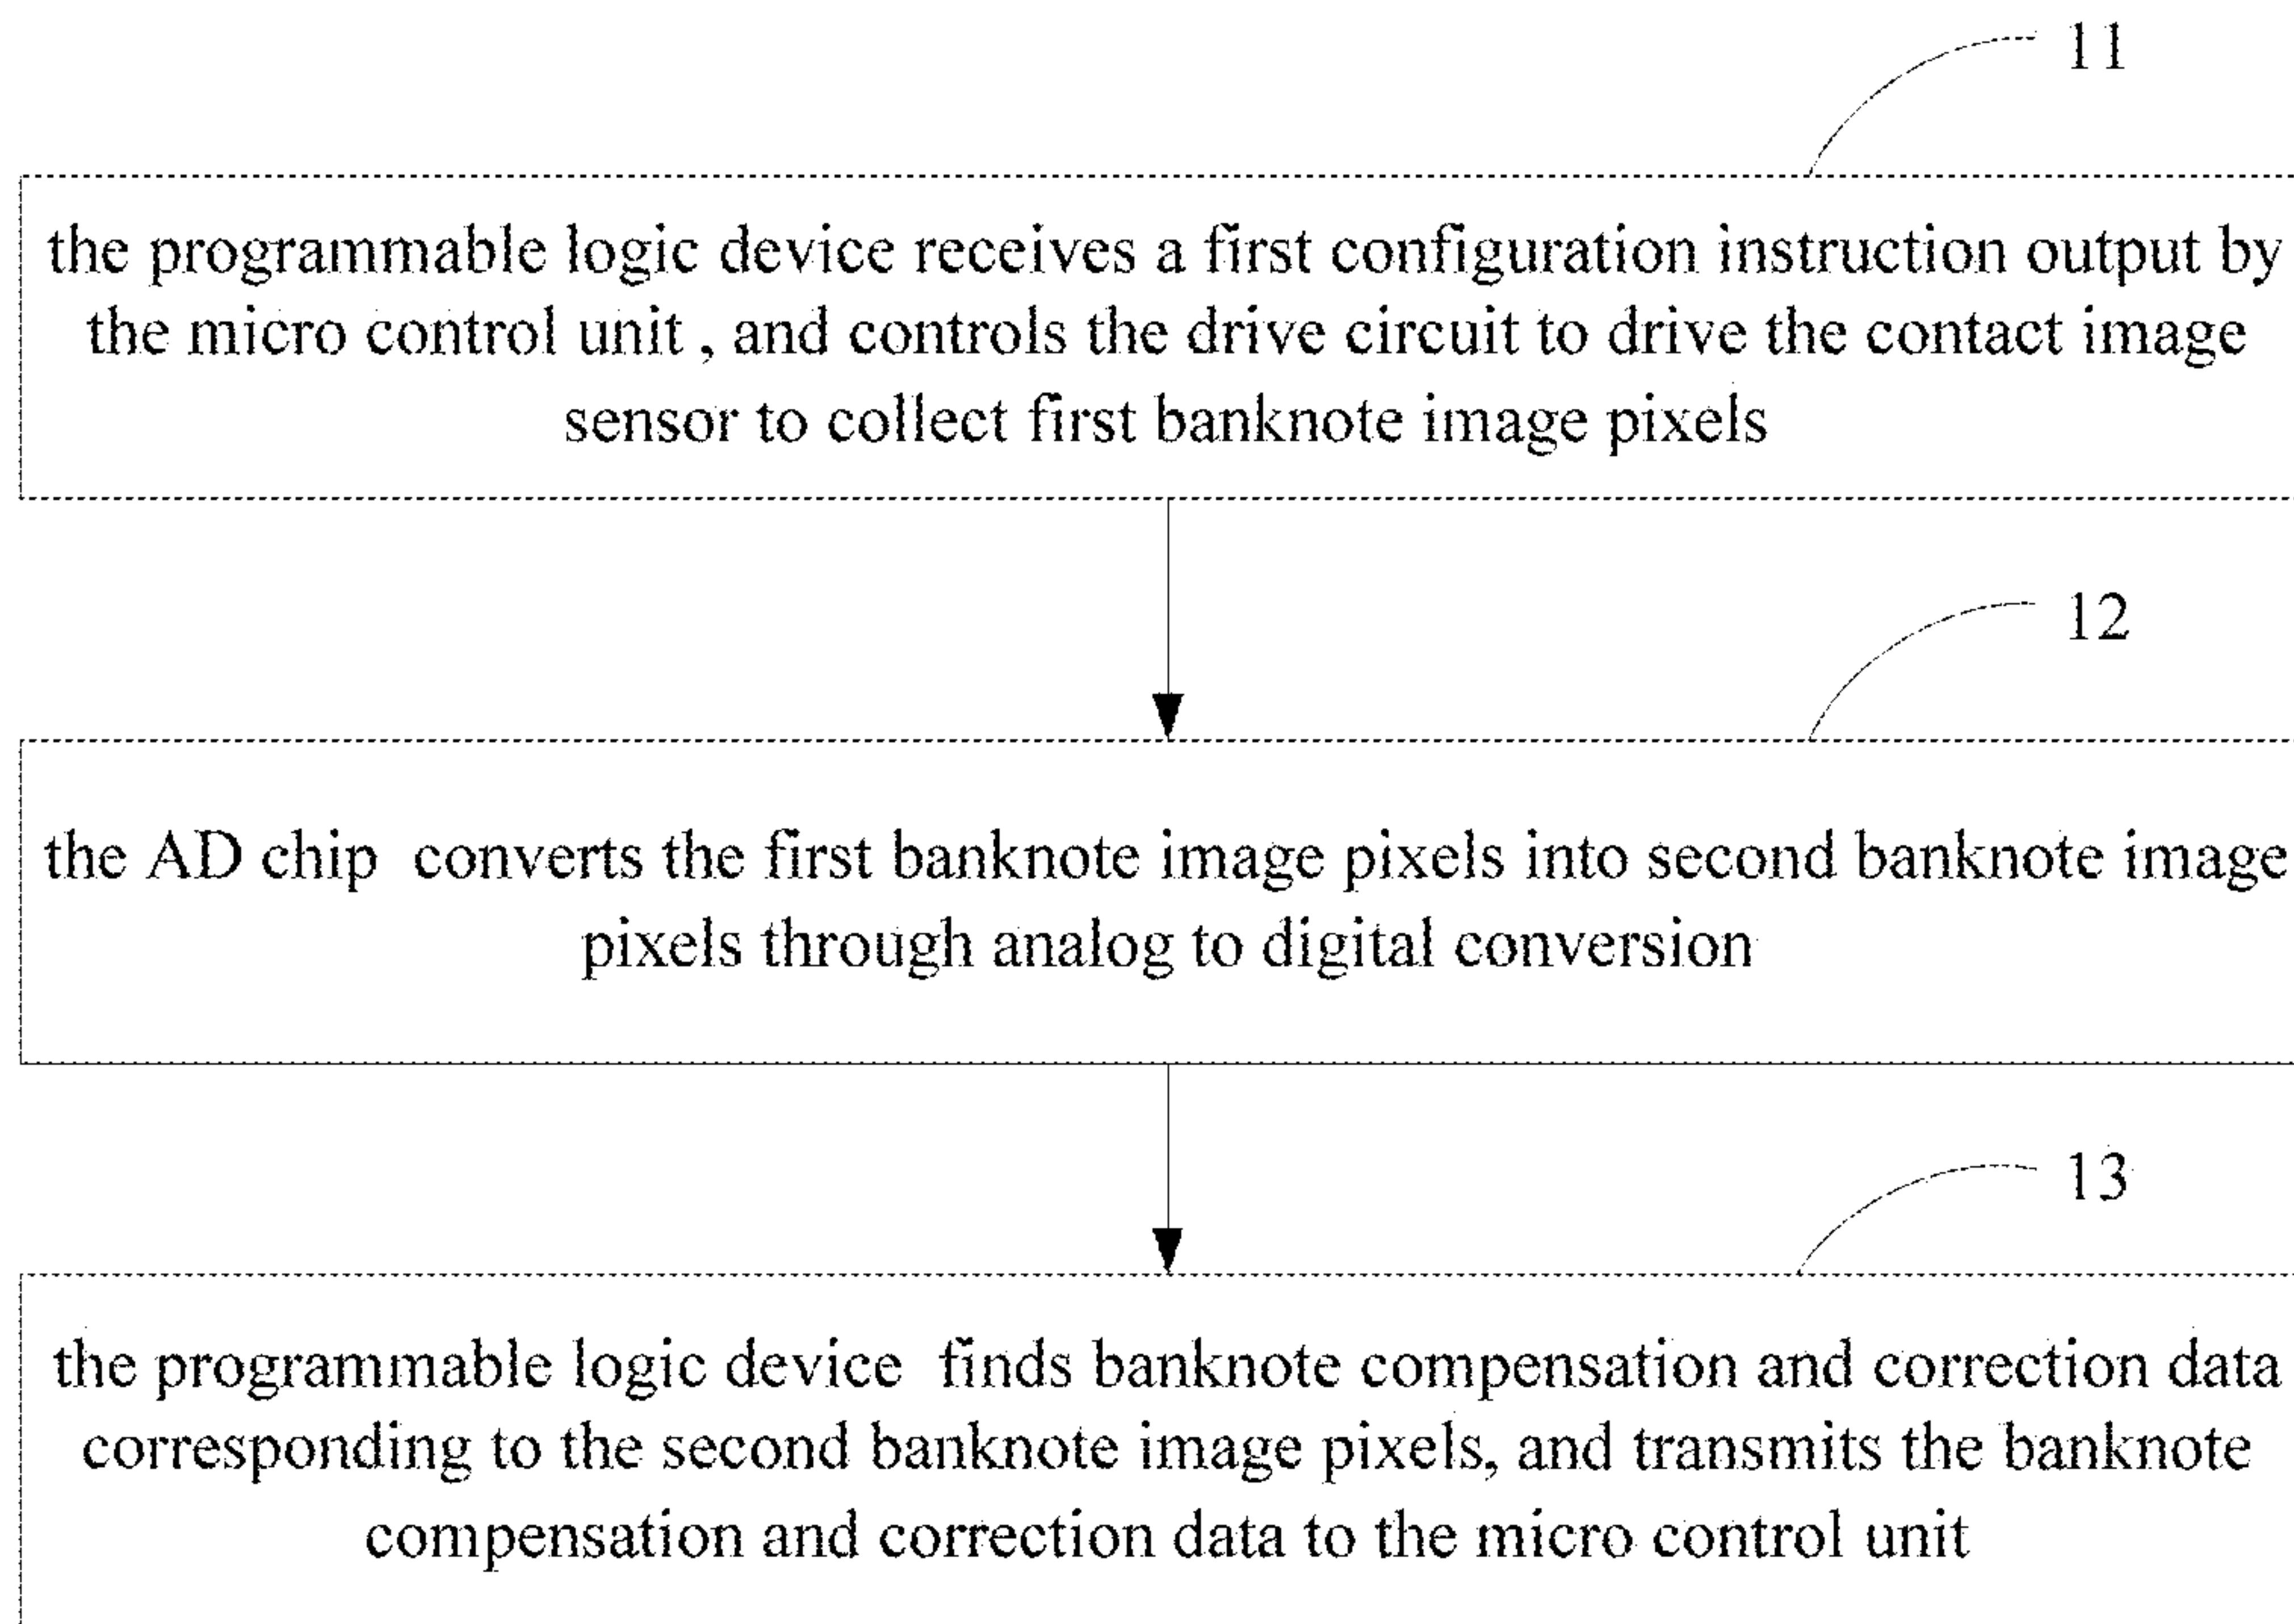 11
the programmable logic device receives a first configuration instruction output by
the micro control unit , and controls the drive circuit to drive the contact image
sensor to collect first banknote image pixels
12
the AD chip converts the first banknote image pixels into second banknote image
pixels through analog to digital conversion
13
the programmable logic device finds banknote compensation and correction data
corresponding to the second banknote image pixels, and transmits the banknote
compensation and correction data to the micro control unit